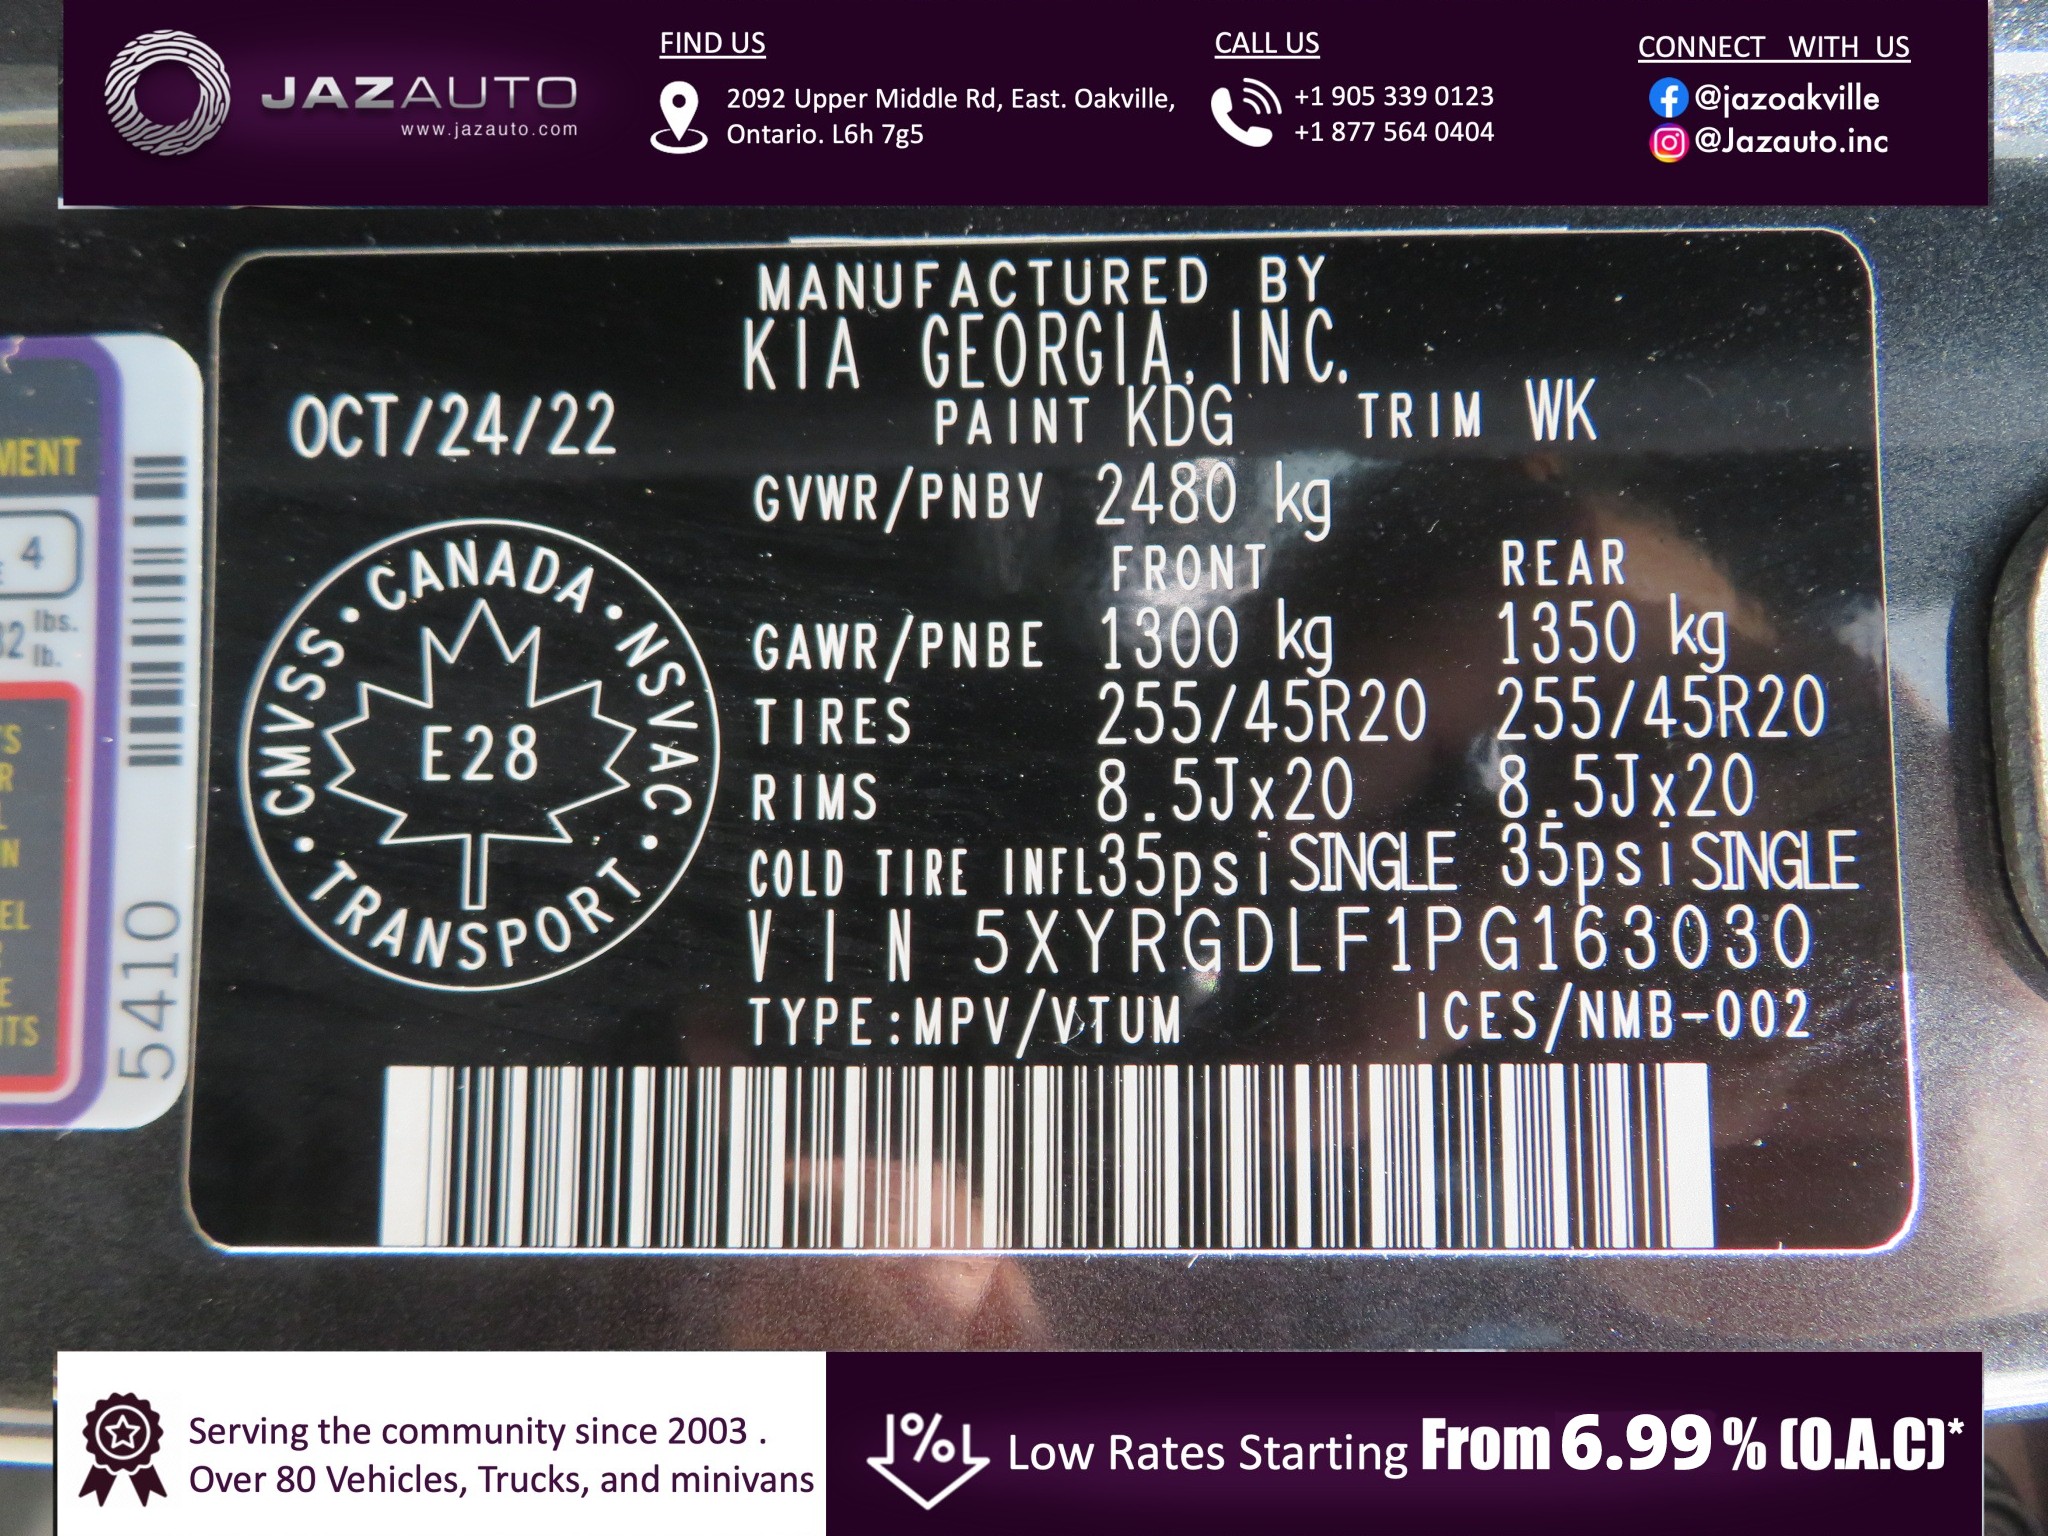 JAZAUTO
www.jazauto.com
FIND US
2092 Upper Middle Rd, East. Oakville,
Ontario. L6h 7g5
CALL US
+1 905 339 0123
+1 877 564 0404
CONNECT WITH US
@jazoakville
@Jazauto.inc
MANUFACTURED BY
KIA GEORGIA, INC.
OCT/24/22
PAINT KDG TRIM WK
GVWR/PNBV 2480 kg
FRONT REAR
GAWR/PNBE 1300 kg 1350 kg
TIRES 255/45R20 255/45R20
RIMS 8.5Jx20 8.5Jx20
COLD TIRE INFL 35psi SINGLE 35psi SINGLE
VIN 5XYRGDLF1PG163030
TYPE:MPV/VTUM ICES/NMB-002
CANADA • NSVAC • TRANSPORT • CMVSS •
E28
4
lbs.
lb.
5410
Serving the community since 2003 .
Over 80 Vehicles, Trucks, and minivans
Low Rates Starting From 6.99% (O.A.C)*